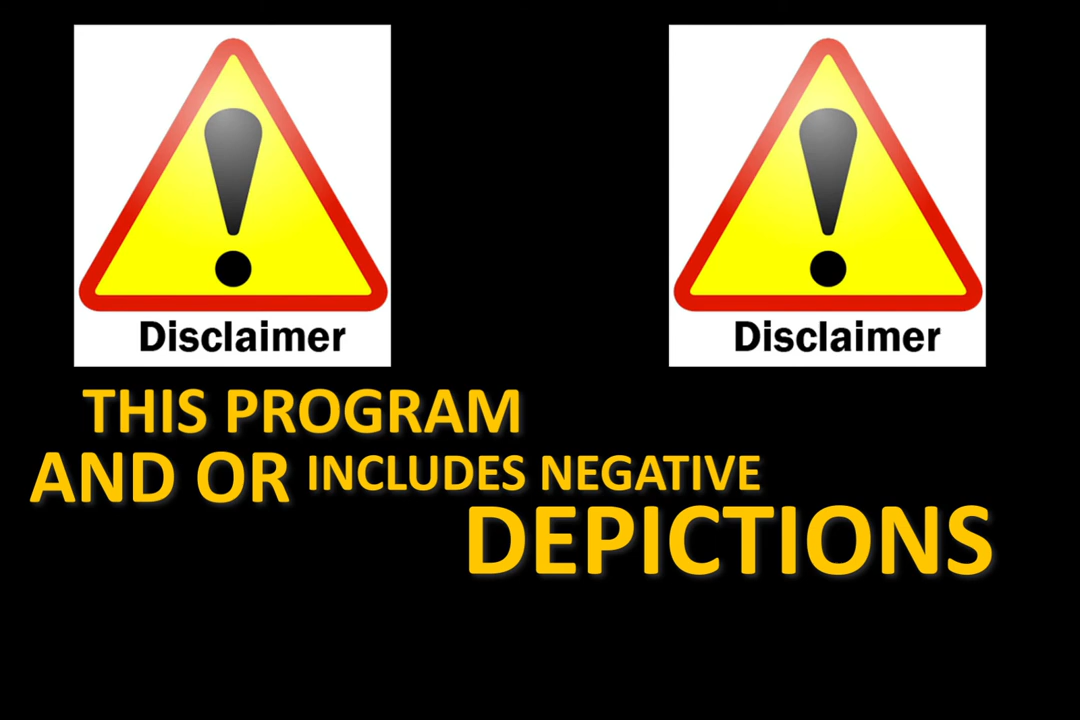 Disclaimer
Disclaimer
THIS PROGRAM
AND OR INCLUDES NEGATIVE
DEPICTIONS